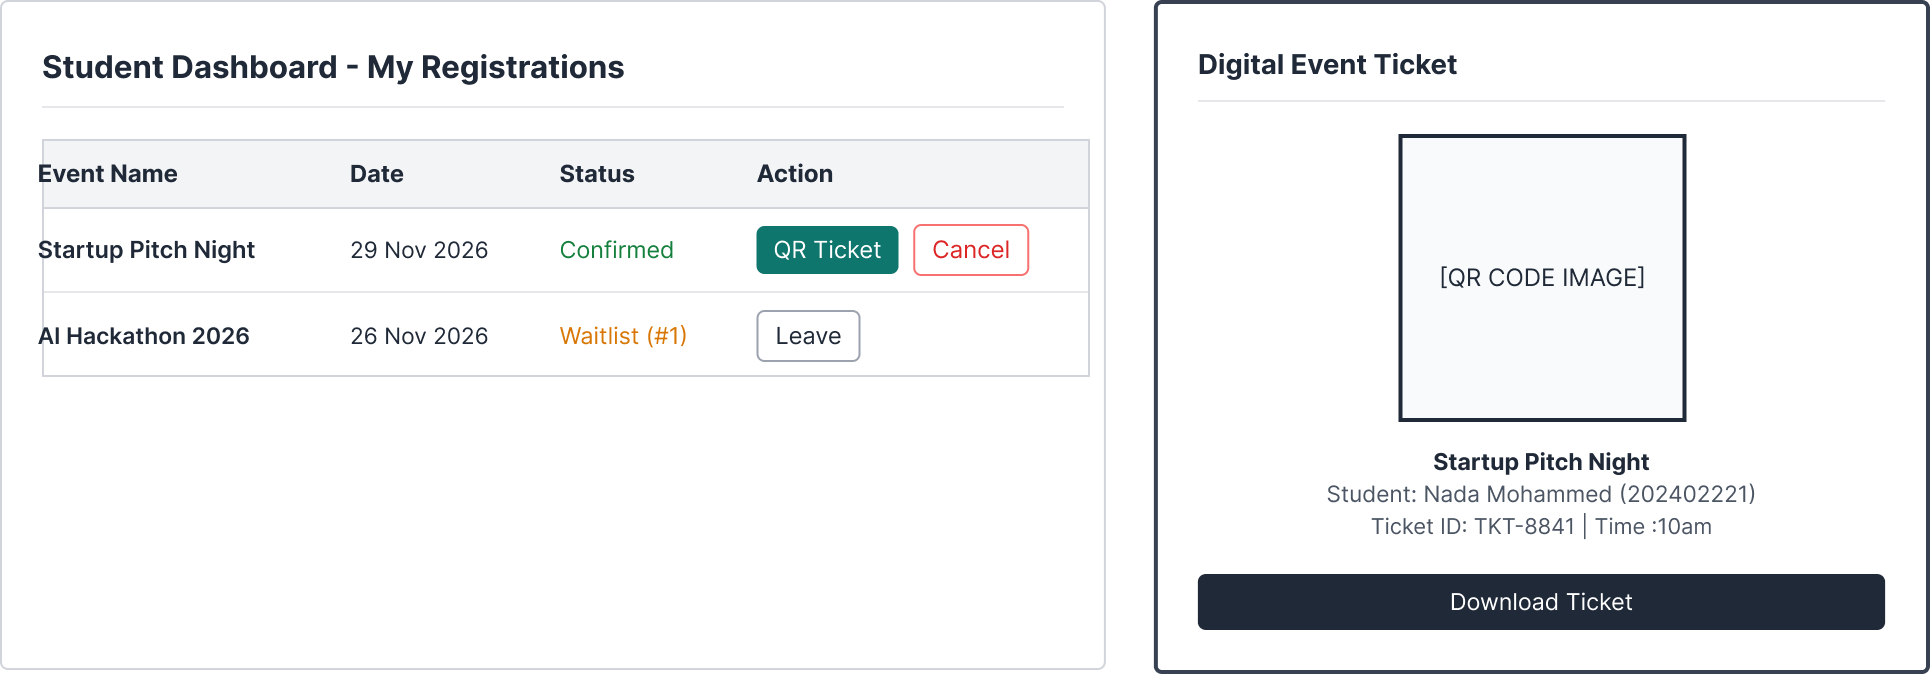 Student Dashboard - My Registrations
Event Name Date Status Action
Startup Pitch Night 29 Nov 2026 Confirmed QR Ticket Cancel
AI Hackathon 2026 26 Nov 2026 Waitlist (#1) Leave
Digital Event Ticket
[QR CODE IMAGE]
Startup Pitch Night
Student: Nada Mohammed (202402221)
Ticket ID: TKT-8841 | Time :10am
Download Ticket